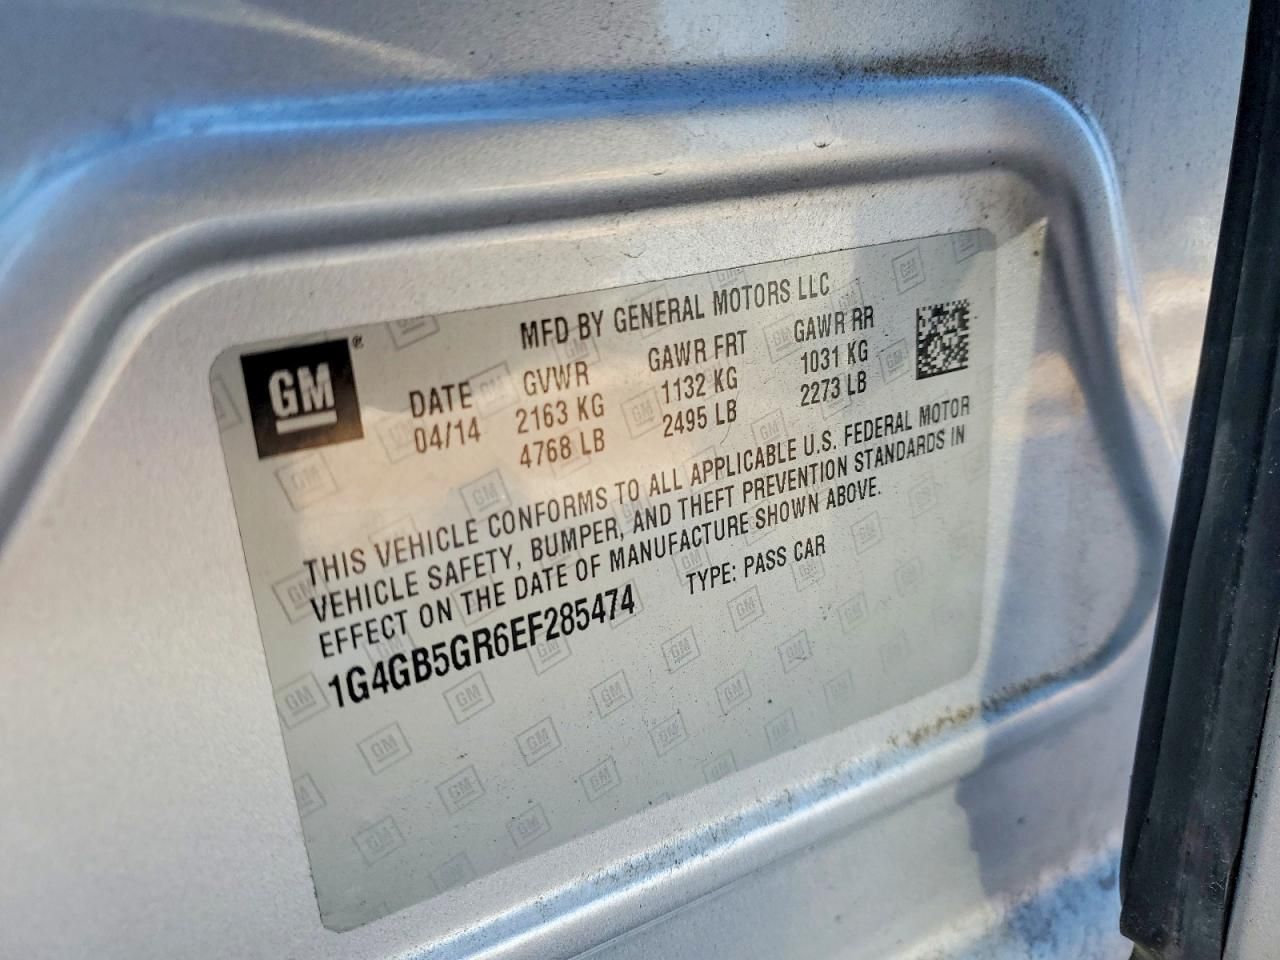 GM
MFD BY GENERAL MOTORS LLC
DATE GVWR GAWR FRT GAWR RR
04/14 2163 KG 1132 KG 1031 KG
4768 LB 2495 LB 2273 LB
THIS VEHICLE CONFORMS TO ALL APPLICABLE U.S. FEDERAL MOTOR
VEHICLE SAFETY, BUMPER, AND THEFT PREVENTION STANDARDS IN
EFFECT ON THE DATE OF MANUFACTURE SHOWN ABOVE.
1G4GB5GR6EF285474 TYPE: PASS CAR